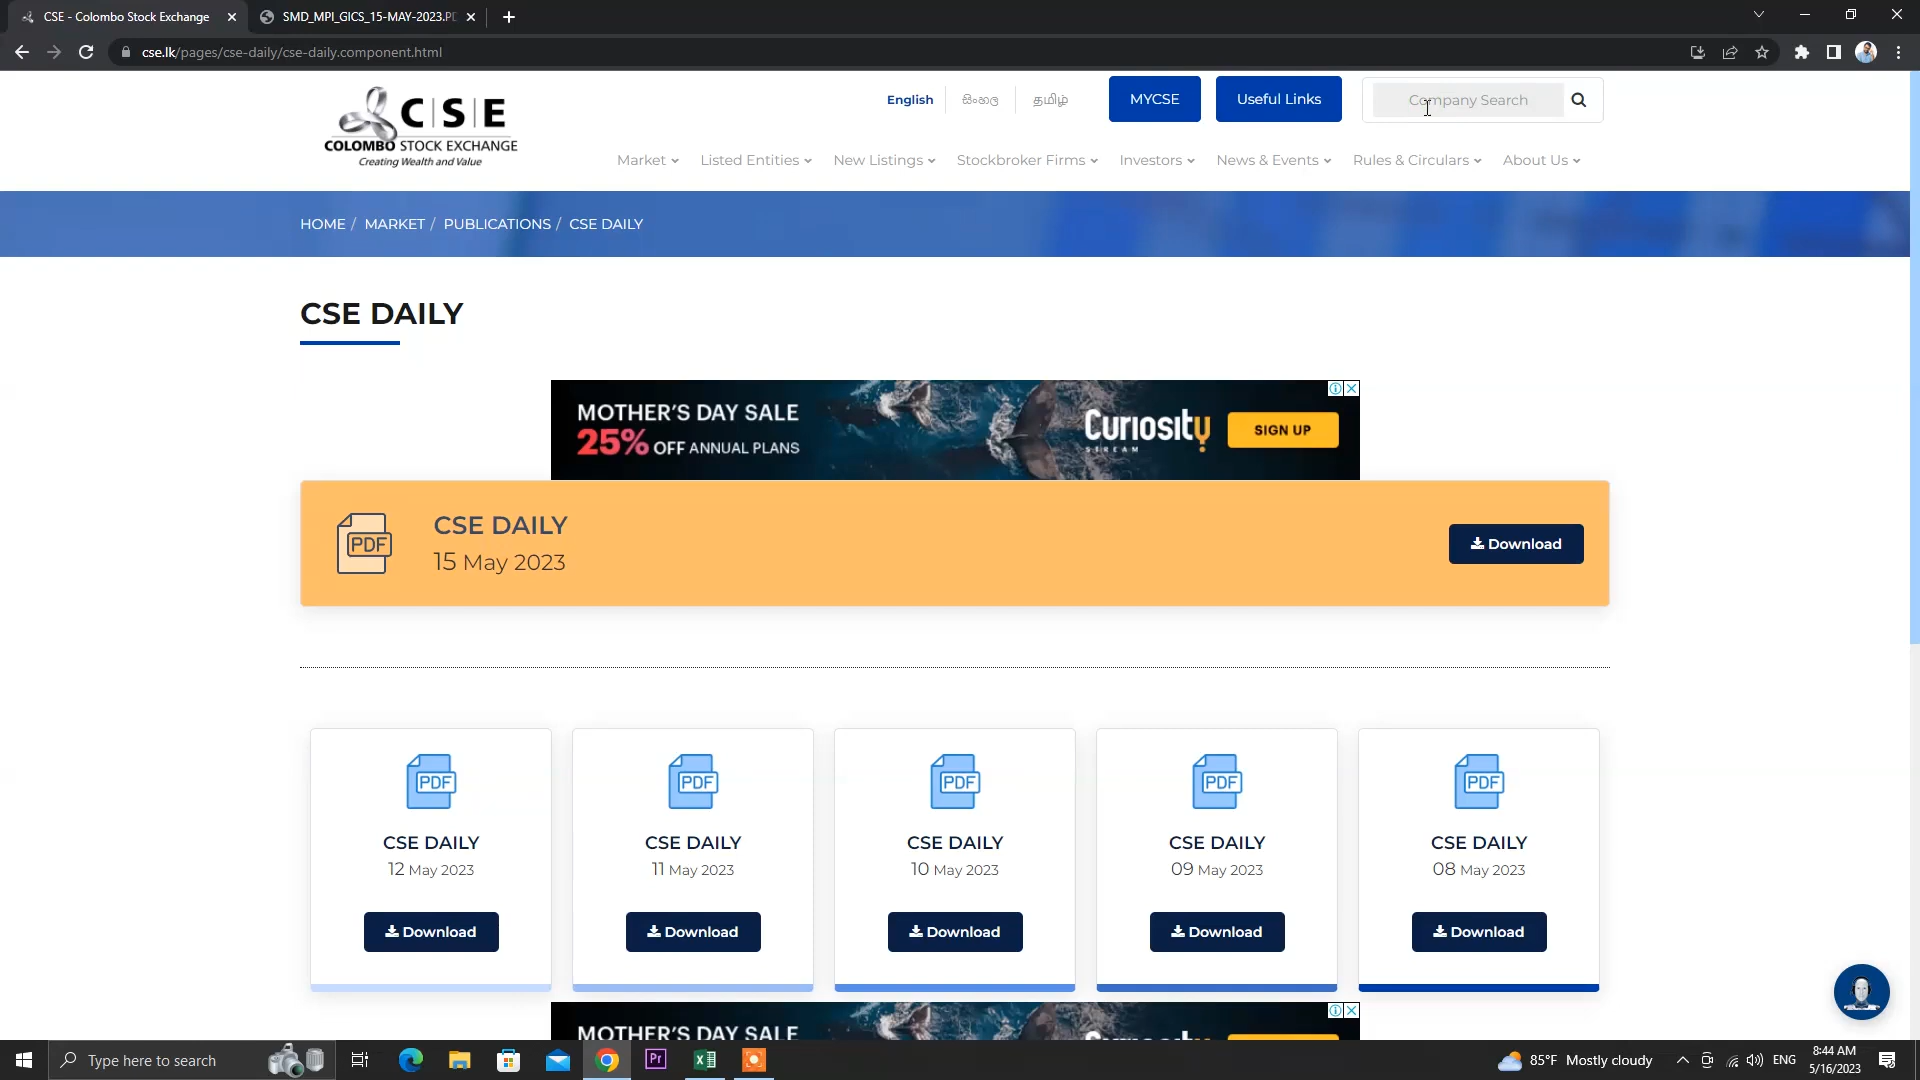 CSE - Colombo Stock Exchange
SMD_MPI_GICS_15-MAY-2023.PD
cse.lk/pages/cse-daily/cse-daily.component.html
C|S|E
COLOMBO STOCK EXCHANGE
Creating Wealth and Value
English
සිංහල
தமிழ்
MYCSE
Useful Links
Company Search
Market
Listed Entities
New Listings
Stockbroker Firms
Investors
News & Events
Rules & Circulars
About Us
HOME / MARKET / PUBLICATIONS / CSE DAILY
CSE DAILY
MOTHER'S DAY SALE
25% OFF ANNUAL PLANS
Curiosity
STREAM
SIGN UP
PDF
CSE DAILY
15 May 2023
Download
PDF
CSE DAILY
12 May 2023
Download
PDF
CSE DAILY
11 May 2023
Download
PDF
CSE DAILY
10 May 2023
Download
PDF
CSE DAILY
09 May 2023
Download
PDF
CSE DAILY
08 May 2023
Download
MOTHER'S DAY SALE
Curiosity
Type here to search
Pr
85°F Mostly cloudy
ENG
8:44 AM
5/16/2023